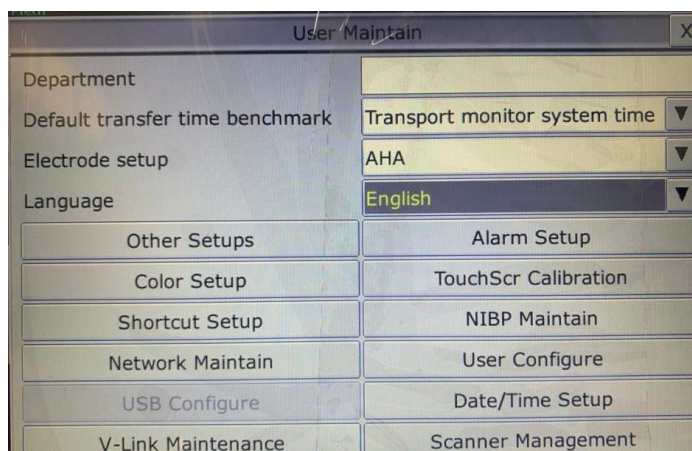 User Maintain
X
Department
Default transfer time benchmark
Transport monitor system time
Electrode setup
AHA
Language
English
Other Setups
Alarm Setup
Color Setup
TouchScr Calibration
Shortcut Setup
NIBP Maintain
Network Maintain
User Configure
USB Configure
Date/Time Setup
V-Link Maintenance
Scanner Management